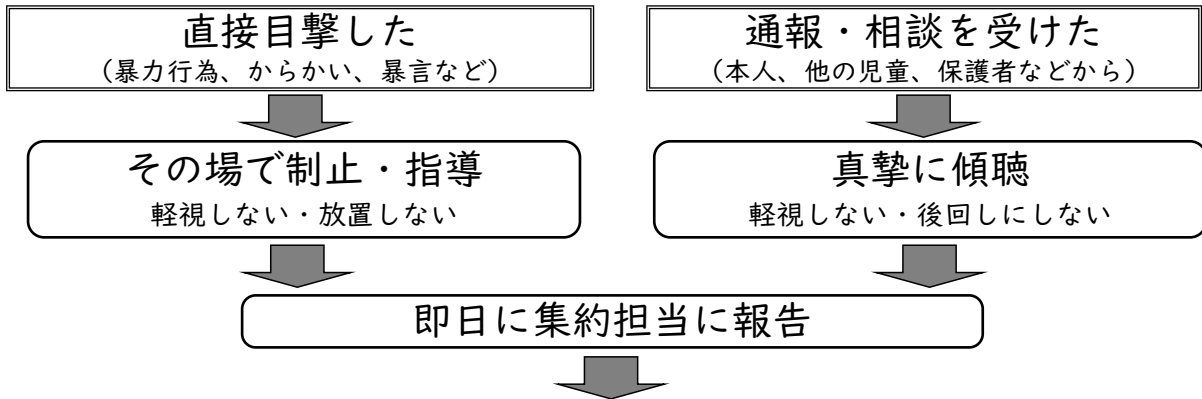 直接目撃した
（暴力行為、からかい、暴言など）
通報・相談を受けた
（本人、他の児童、保護者などから）
その場で制止・指導
軽視しない・放置しない
真摯に傾聴
軽視しない・後回しにしない
即日に集約担当に報告